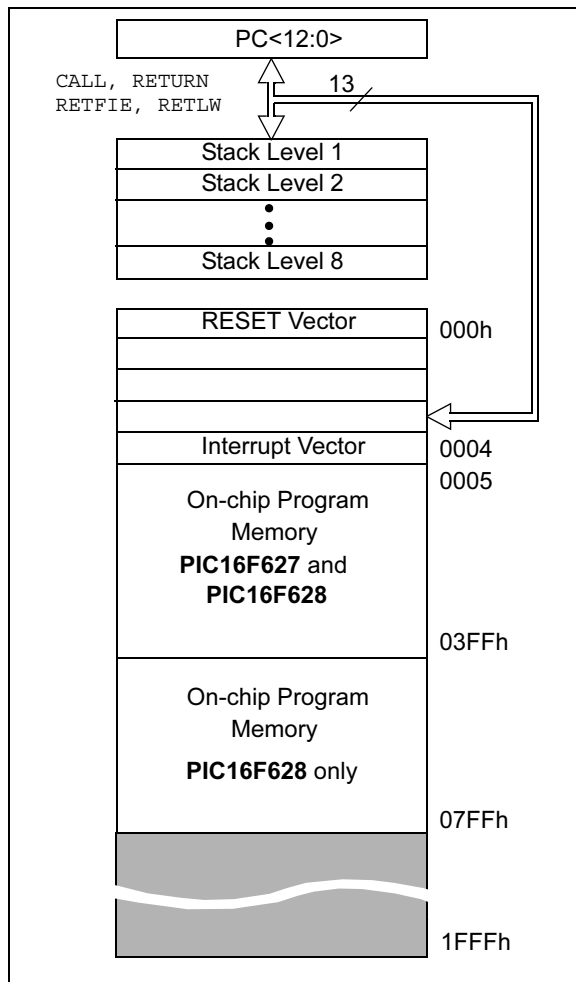 PC<12:0>
CALL, RETURN
RETFIE, RETLW
13
Stack Level 1
Stack Level 2
Stack Level 8
RESET Vector
000h
Interrupt Vector
0004
0005
On-chip Program
Memory
PIC16F627 and
PIC16F628
03FFh
On-chip Program
Memory
PIC16F628 only
07FFh
1FFFh